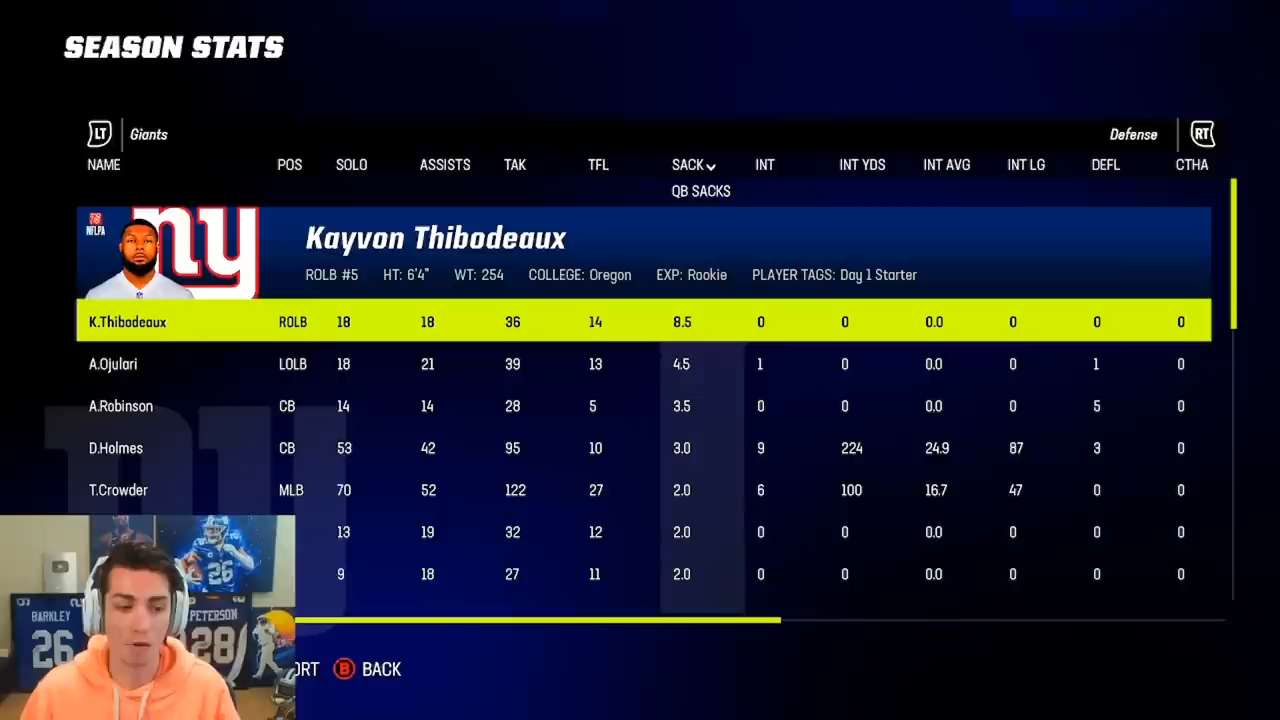 SEASON STATS
LT Giants Defense RT
NAME POS SOLO ASSISTS TAK TFL SACK INT INT YDS INT AVG INT LG DEFL CTHA
QB SACKS
NFLPA
ny
Kayvon Thibodeaux
ROLB #5 HT: 6'4" WT: 254 COLLEGE: Oregon EXP: Rookie PLAYER TAGS: Day 1 Starter
K.Thibodeaux ROLB 18 18 36 14 8.5 0 0 0.0 0 0 0
A.Ojulari LOLB 18 21 39 13 4.5 1 0 0.0 0 1 0
A.Robinson CB 14 14 28 5 3.5 0 0 0.0 0 5 0
D.Holmes CB 53 42 95 10 3.0 9 224 24.9 87 3 0
T.Crowder MLB 70 52 122 27 2.0 6 100 16.7 47 0 0
13 19 32 12 2.0 0 0 0.0 0 0 0
9 18 27 11 2.0 0 0 0.0 0 0 0
26
BARKLEY
26
PETERSON
28
ORT B BACK